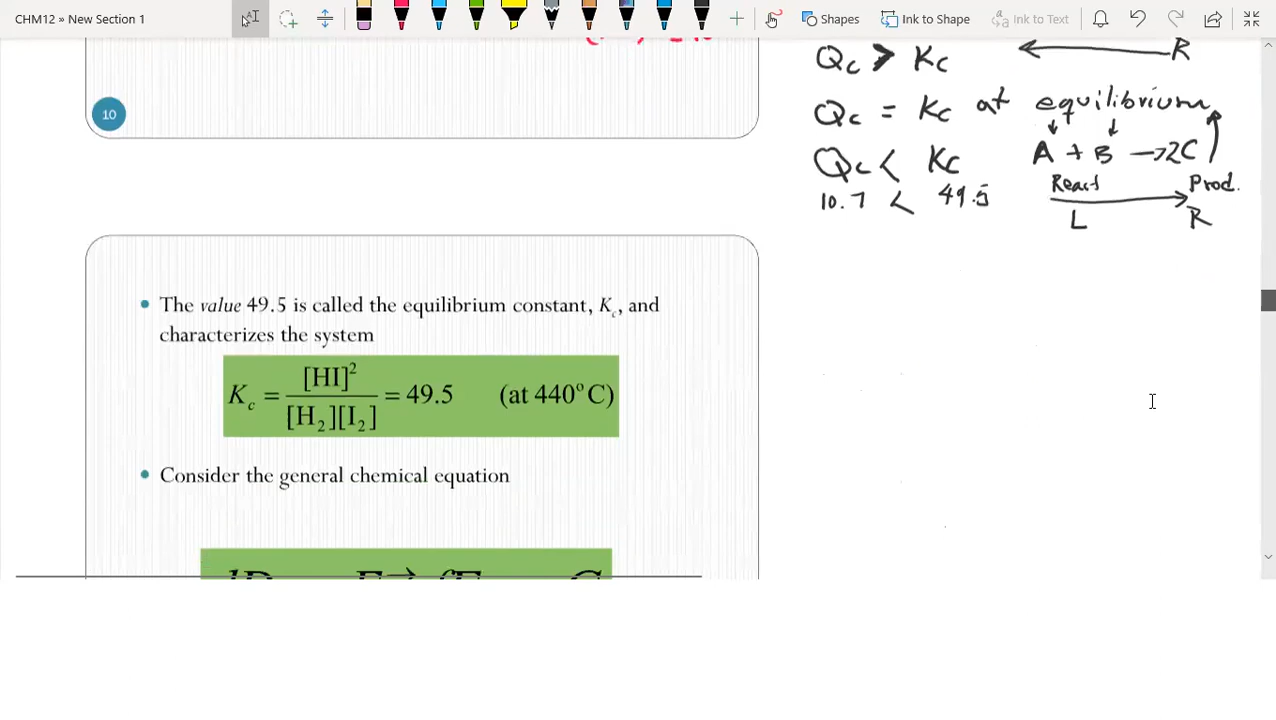 CHM12 » New Section 1
Shapes
Ink to Shape
Ink to Text
10
• The value 49.5 is called the equilibrium constant, Kc, and
characterizes the system
Kc = [HI]² / [H₂][I₂] = 49.5 (at 440°C)
• Consider the general chemical equation
Qc > Kc ← R
Qc = Kc at equilibrium
Qc < Kc A + B → 2C
10.7 < 49.5 React → Prod.
L R